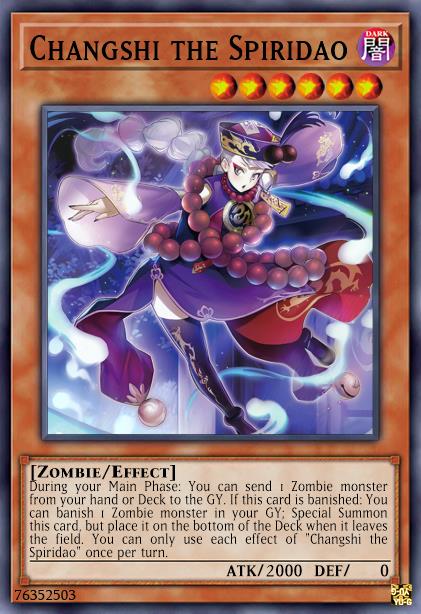 Changshi the Spiridao
DARK
闇
[Zombie/Effect]
During your Main Phase: You can send 1 Zombie monster
from your hand or Deck to the GY. If this card is banished: You
can banish 1 Zombie monster in your GY; Special Summon
this card, but place it on the bottom of the Deck when it leaves
the field. You can only use each effect of "Changshi the
Spiridao" once per turn.
ATK/2000 DEF/ 0
76352503